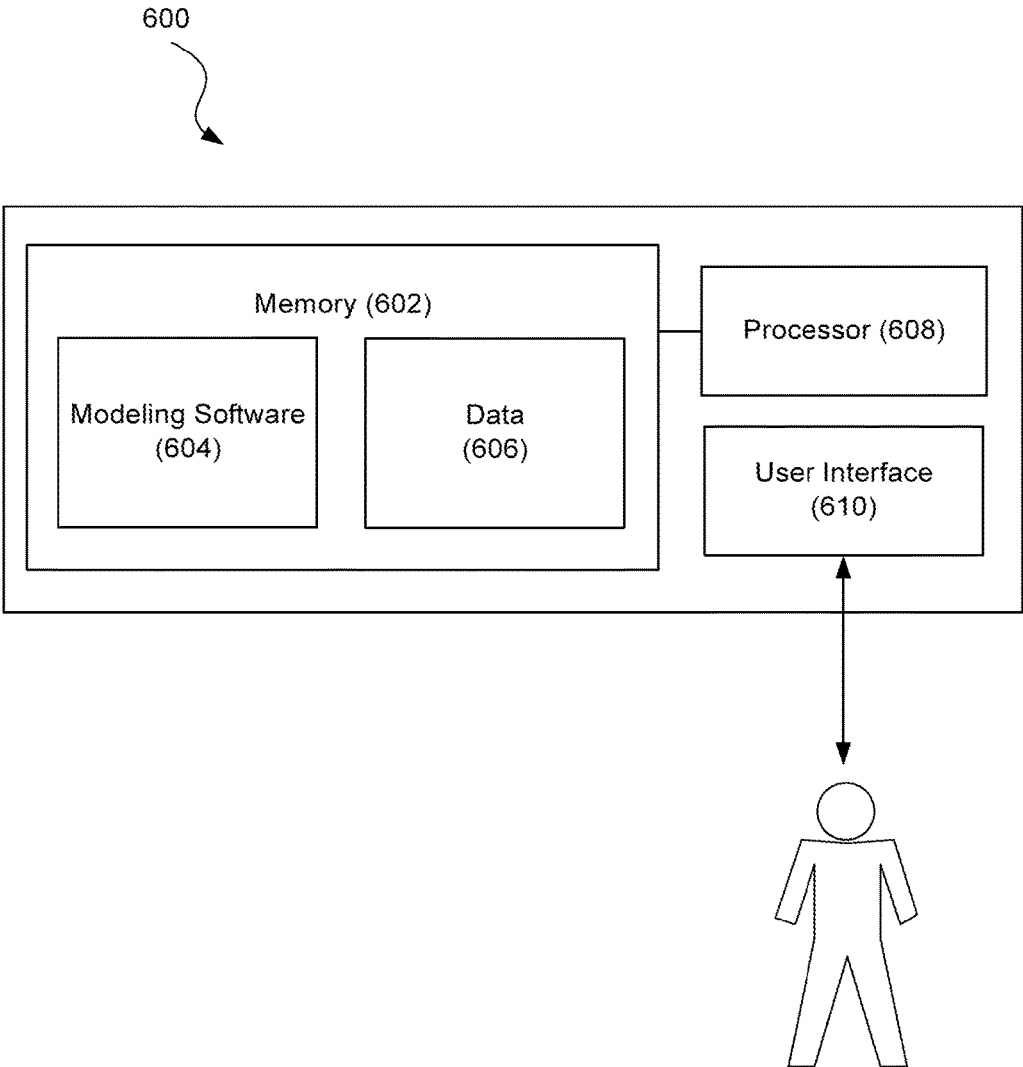 600
Memory (602)
Processor (608)
Modeling Software
(604)
Data
(606)
User Interface
(610)